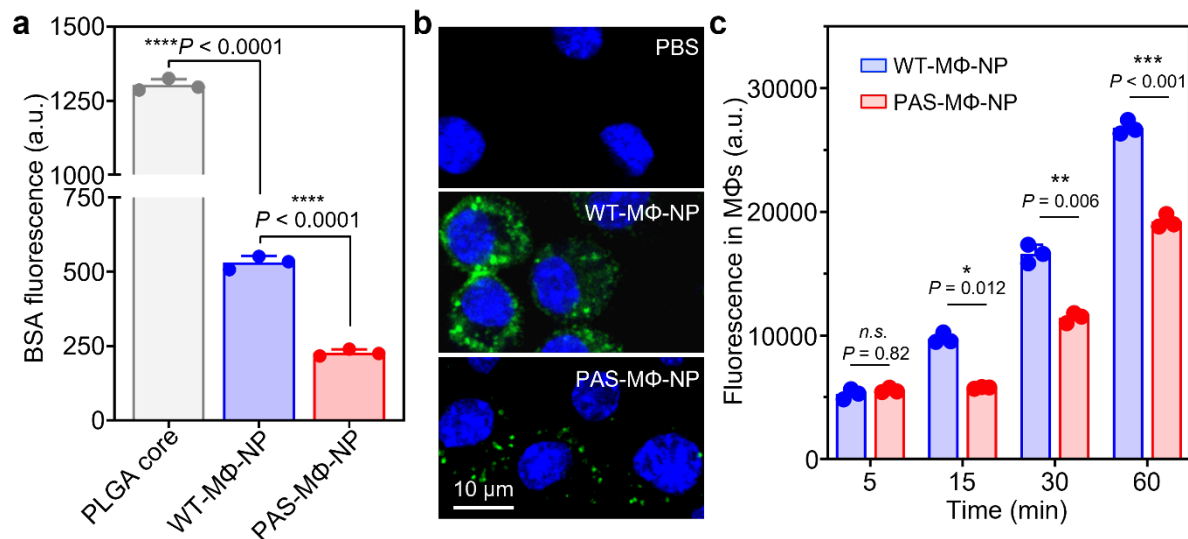 a
BSA fluorescence (a.u.)
1500
1250
1000
750
500
250
0
****P < 0.0001
****
P < 0.0001
PLGA core
WT-MΦ-NP
PAS-MΦ-NP
b
PBS
WT-MΦ-NP
PAS-MΦ-NP
10 μm
c
Fluorescence in MΦs (a.u.)
30000
20000
10000
0
WT-MΦ-NP
PAS-MΦ-NP
n.s.
P = 0.82
*
P = 0.012
**
P = 0.006
***
P < 0.001
5 15 30 60
Time (min)